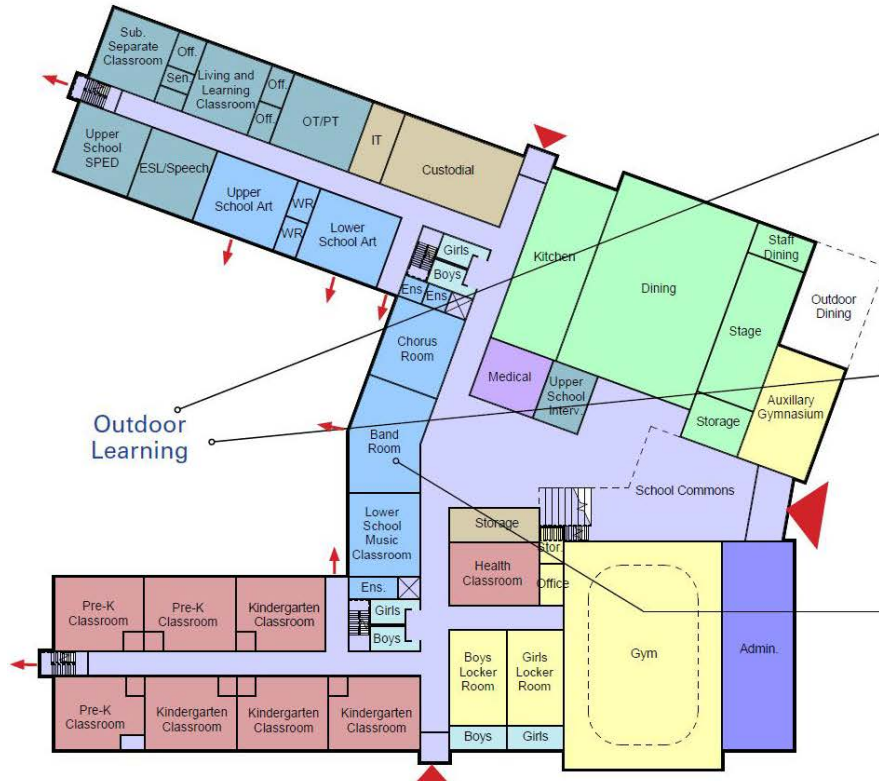 Sub.
Separate
Classroom
Off.
Sen.
Living and
Learning
Classroom
Off.
Off.
OT/PT
IT
Custodial
Upper
School
SPED
ESL/Speech
Upper
School Art
WR
WR
Lower
School Art
Girls
Boys
Ens.
Ens.
Kitchen
Dining
Staff
Dining
Outdoor
Dining
Stage
Chorus
Room
Medical
Upper
School
Interv.
Storage
Auxillary
Gymnasium
Outdoor
Learning
Band
Room
School Commons
Lower
School
Music
Classroom
Storage
Stor.
Health
Classroom
Office
Ens.
Girls
Boys
Pre-K
Classroom
Pre-K
Classroom
Kindergarten
Classroom
Boys
Locker
Room
Girls
Locker
Room
Gym
Admin.
Pre-K
Classroom
Kindergarten
Classroom
Kindergarten
Classroom
Kindergarten
Classroom
Boys
Girls